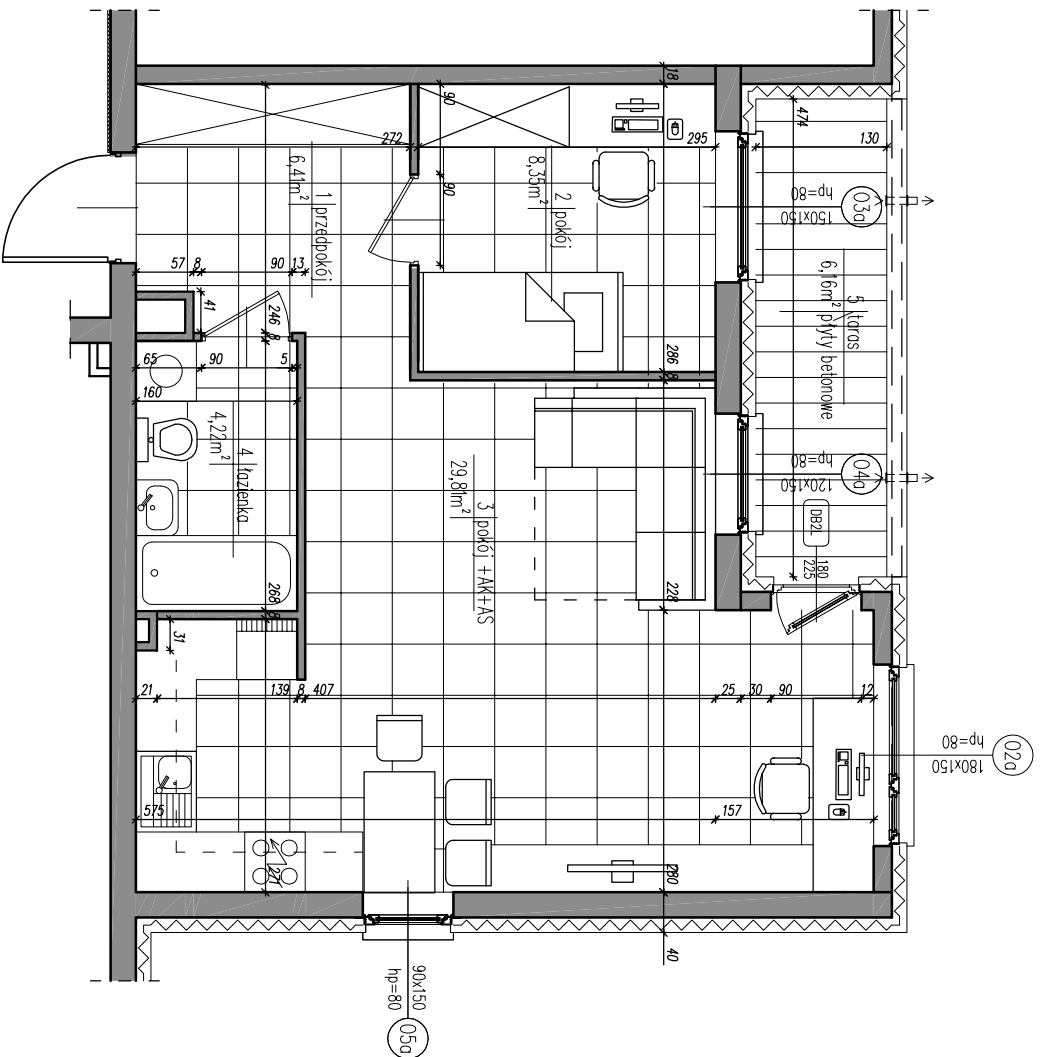 18
90
272
295
474
130
1 przedpokój
6,41m²
90
2 pokój
8,35m²
03a
150x150
hp=80
5 taras
6,16m² płyty betonowe
57
8
90
13
41
246
8
286
8
65
90
5
160
4 łazienka
4,22m²
3 pokój +AK+AS
29,81m²
04a
120x150
hp=80
DB2L
180
225
268
8
228
31
21
139
8
407
25
30
90
12
02a
180x150
hp=80
575
157
271
280
40
90x150
hp=80
05a